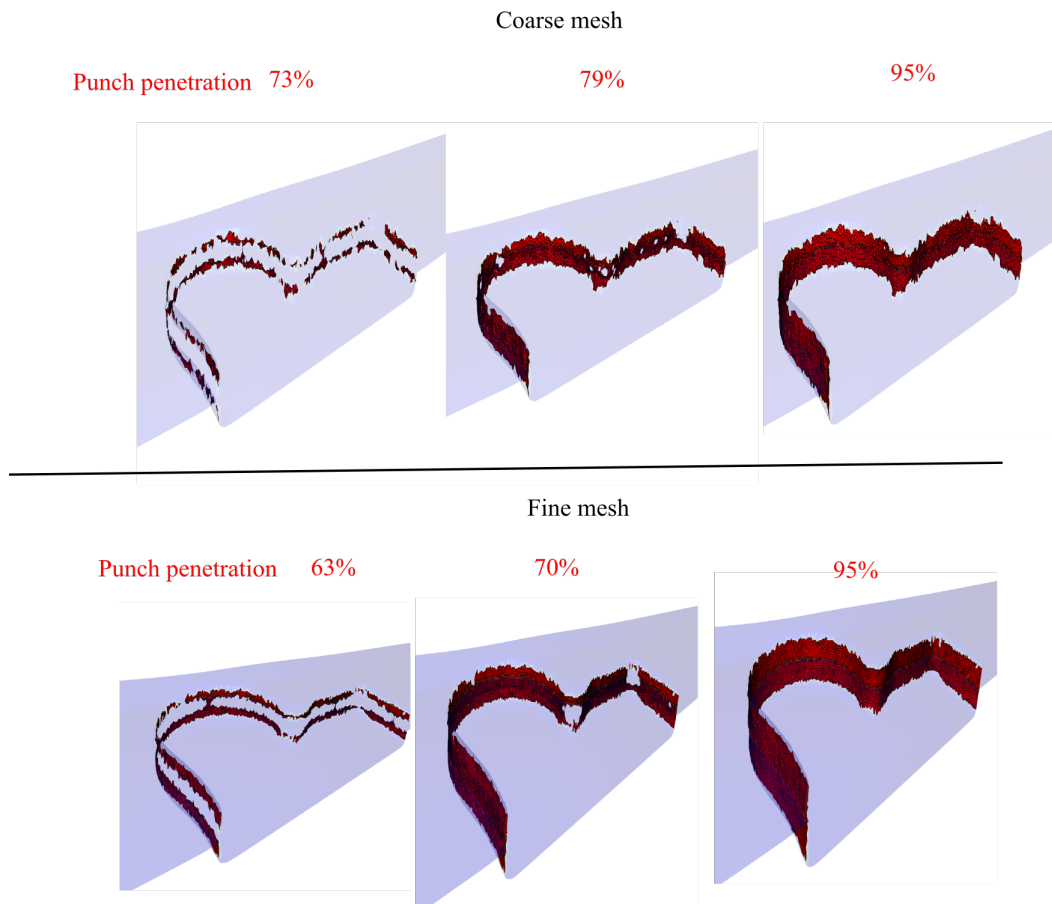 Coarse mesh
Punch penetration 73% 79% 95%
Fine mesh
Punch penetration 63% 70% 95%